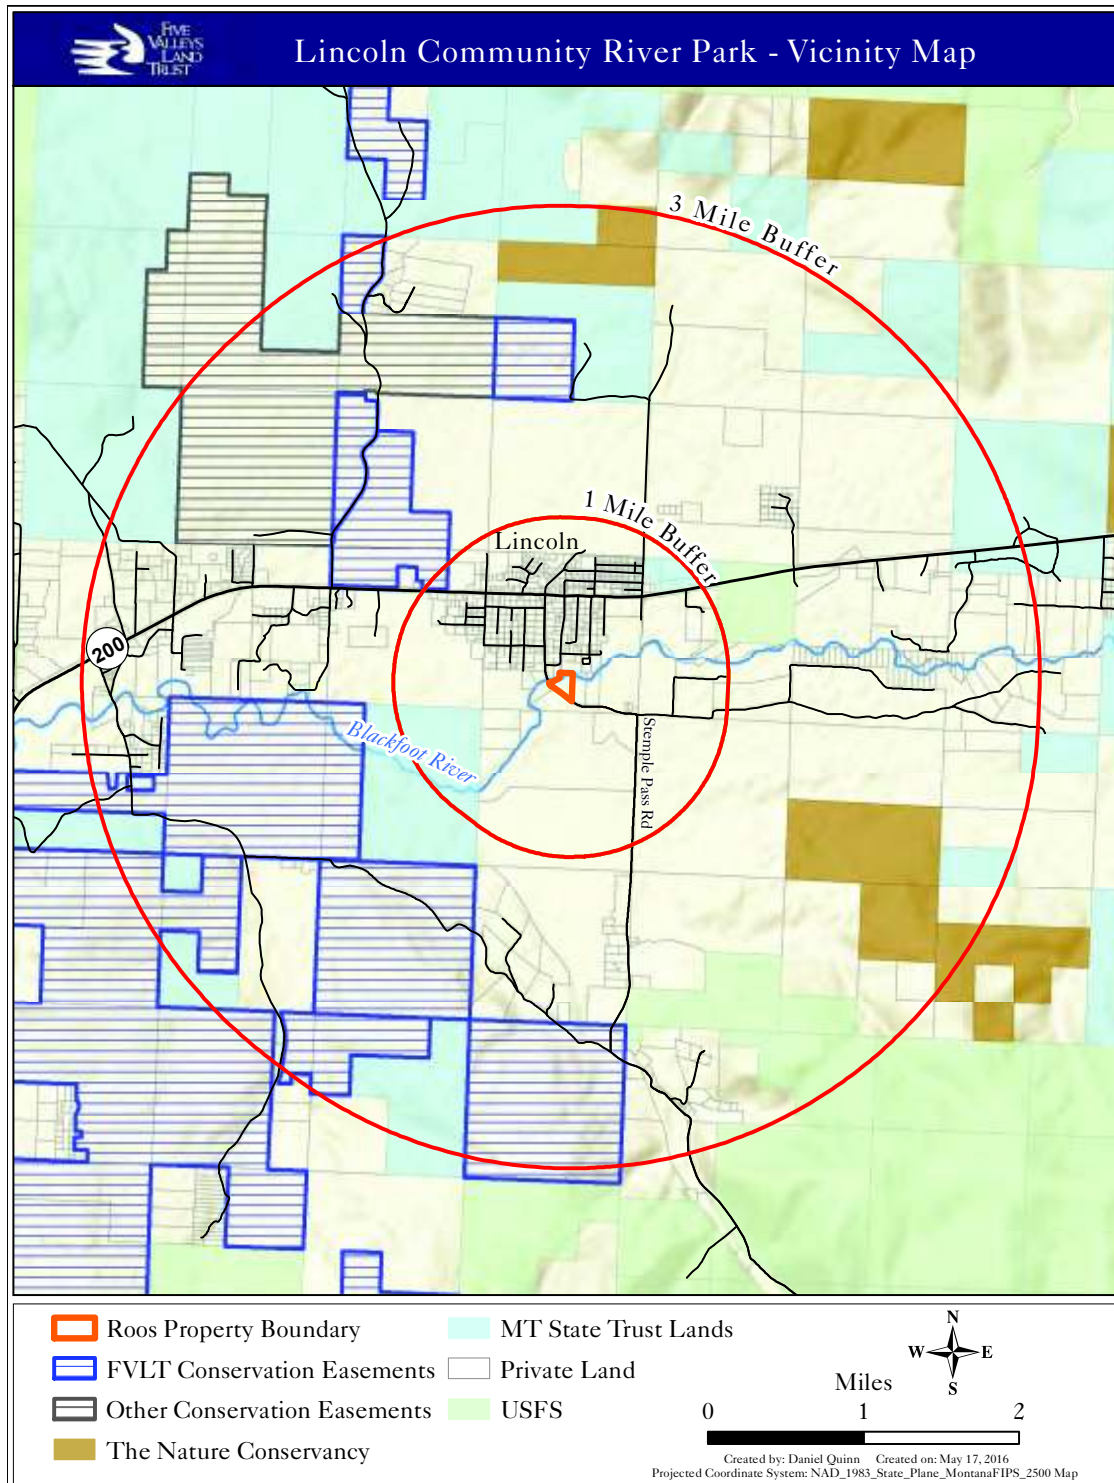 FIVE
VALLEYS
LAND
TRUST
Lincoln Community River Park - Vicinity Map
3 Mile Buffer
1 Mile Buffer
Lincoln
200
Blackfoot River
Stemple Pass Rd
Roos Property Boundary
FVLT Conservation Easements
Other Conservation Easements
The Nature Conservancy
MT State Trust Lands
Private Land
USFS
N
W E
S
Miles
0 1 2
Created by: Daniel Quinn Created on: May 17, 2016
Projected Coordinate System: NAD_1983_State_Plane_MontanaFIPS_2500 Map